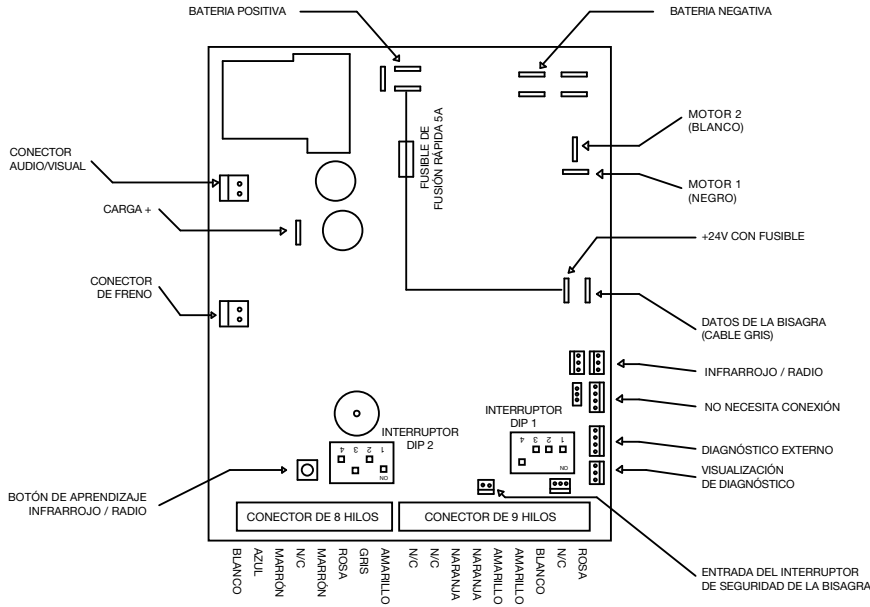 BATERIA POSITIVA
BATERIA NEGATIVA
FUSIBLE DE
FUSIÓN RÁPIDA 5A
MOTOR 2
(BLANCO)
CONECTOR
AUDIO/VISUAL
MOTOR 1
(NEGRO)
CARGA +
+24V CON FUSIBLE
CONECTOR
DE FRENO
DATOS DE LA BISAGRA
(CABLE GRIS)
INFRARROJO / RADIO
NO NECESITA CONEXIÓN
INTERRUPTOR
DIP 1
INTERRUPTOR
DIP 2
4 3 2 1
ON
4 3 2 1
ON
DIAGNÓSTICO EXTERNO
VISUALIZACIÓN
DE DIAGNÓSTICO
BOTÓN DE APRENDIZAJE
INFRARROJO / RADIO
CONECTOR DE 8 HILOS
CONECTOR DE 9 HILOS
BLANCO
AZUL
MARRÓN
N/C
MARRÓN
ROSA
GRIS
AMARILLO
N/C
N/C
NARANJA
NARANJA
AMARILLO
AMARILLO
BLANCO
N/C
ROSA
ENTRADA DEL INTERRUPTOR
DE SEGURIDAD DE LA BISAGRA